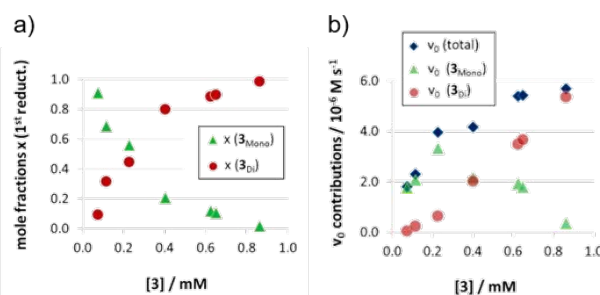 a)
mole fractions x (1st reduct.)
1.0
0.8
0.6
0.4
0.2
0.0
x (3Mono)
x (3Di)
0.0 0.2 0.4 0.6 0.8 1.0
[3] / mM
b)
v0 (total)
v0 (3Mono)
v0 (3Di)
v0 contributions / 10-6 M s-1
6.0
4.0
2.0
0.0
0.0 0.2 0.4 0.6 0.8 1.0
[3] / mM